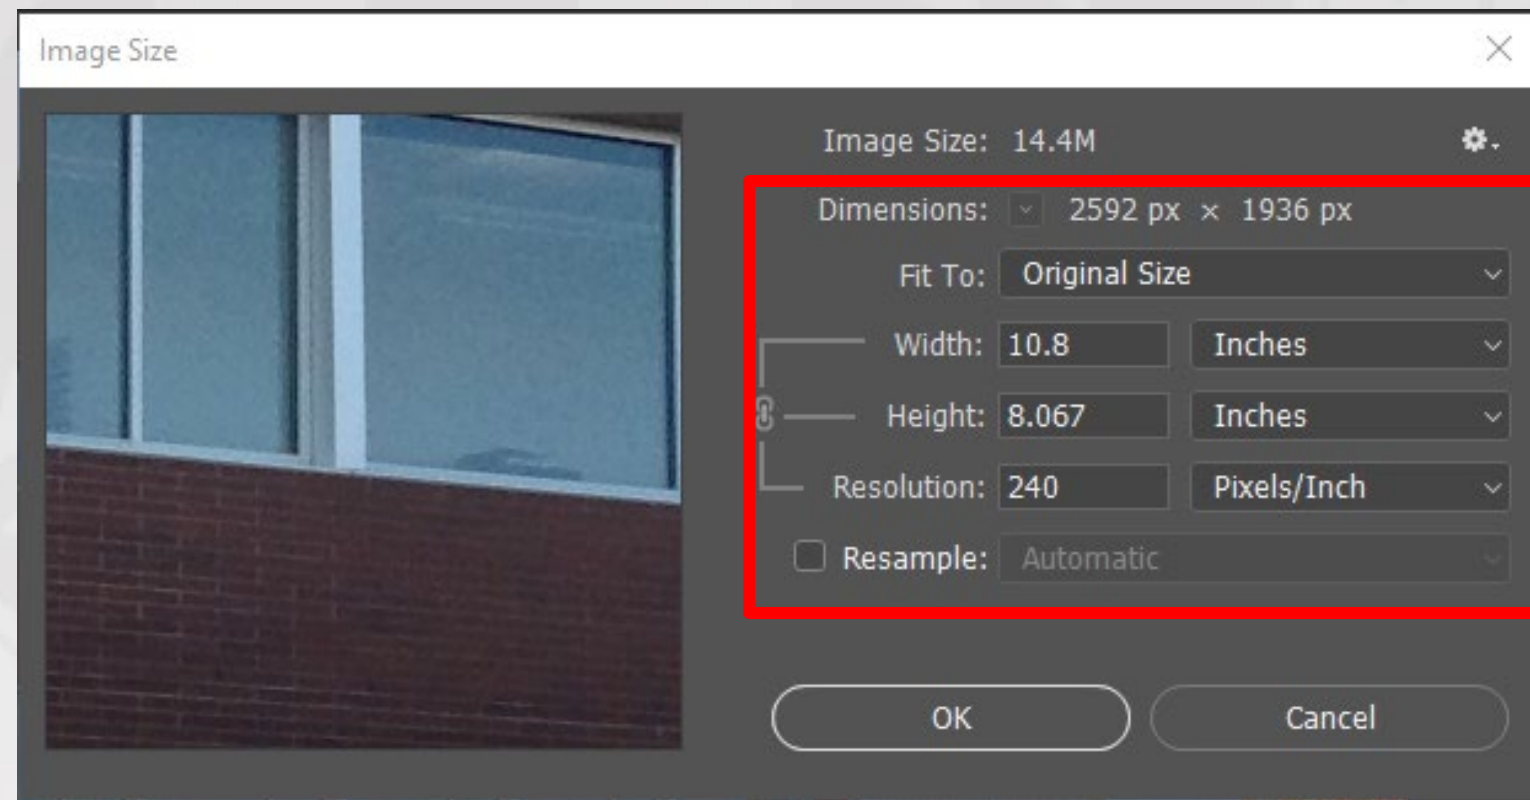 Image Size
Image Size: 14.4M
Dimensions: 2592 px × 1936 px
Fit To: Original Size
Width: 10.8 Inches
Height: 8.067 Inches
Resolution: 240 Pixels/Inch
Resample: Automatic
OK Cancel